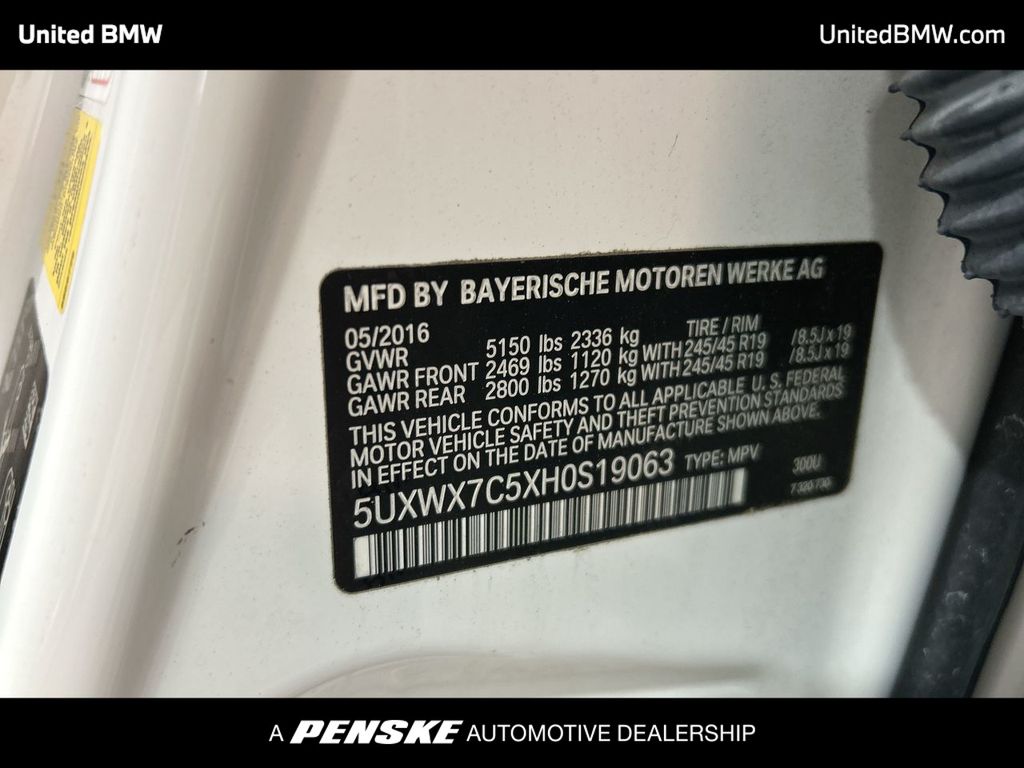 United BMW
UnitedBMW.com
MFD BY BAYERISCHE MOTOREN WERKE AG
05/2016 TIRE / RIM
GVWR 5150 lbs 2336 kg
GAWR FRONT 2469 lbs 1120 kg WITH 245/45 R19 /8.5J x 19
GAWR REAR 2800 lbs 1270 kg WITH 245/45 R19 /8.5J x 19
THIS VEHICLE CONFORMS TO ALL APPLICABLE U. S. FEDERAL
MOTOR VEHICLE SAFETY AND THEFT PREVENTION STANDARDS
IN EFFECT ON THE DATE OF MANUFACTURE SHOWN ABOVE.
5UXWX7C5XH0S19063 TYPE: MPV 300U
7 320 730
A PENSKE AUTOMOTIVE DEALERSHIP